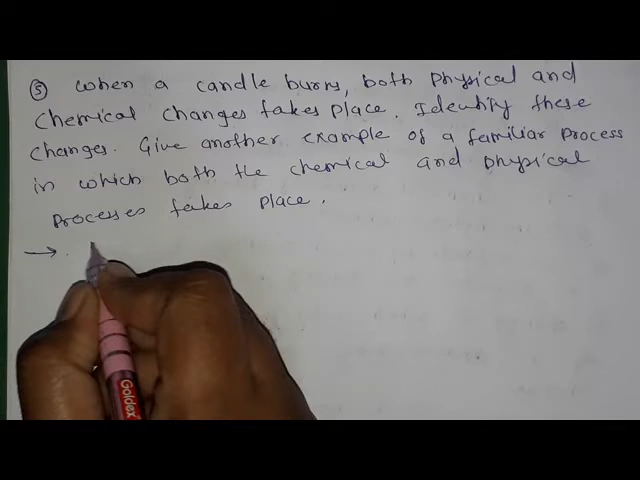 ⑤ When a candle burns, both physical and
chemical changes takes place. Identify these
changes. Give another example of a familiar process
in which both the chemical and physical
processes takes place.
→ .
Goldex